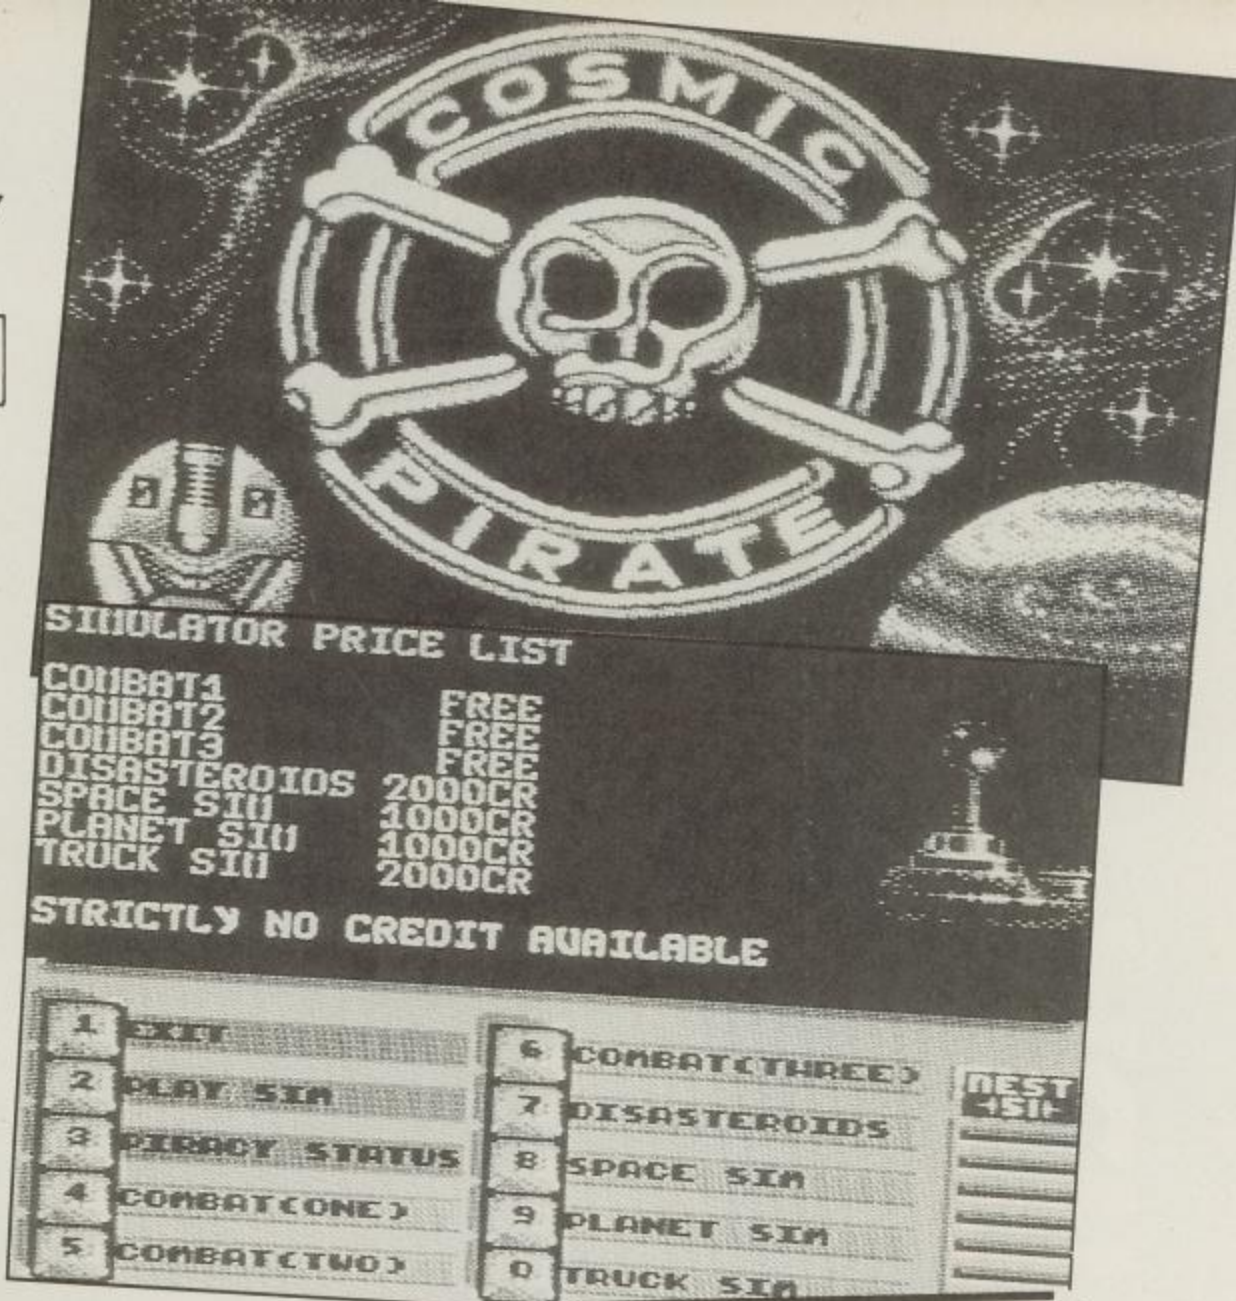 COSMIC
PIRATE
SIMULATOR PRICE LIST
COMBAT1 FREE
COMBAT2 FREE
COMBAT3 FREE
DISASTEROIDS 2000CR
SPACE SIM 1000CR
PLANET SIM 1000CR
TRUCK SIM 2000CR
STRICTLY NO CREDIT AVAILABLE
1 EXIT
2 PLAY SIM
3 PIRACY STATUS
4 COMBAT(ONE)
5 COMBAT(TWO)
6 COMBAT(THREE)
7 DISASTEROIDS
8 SPACE SIM
9 PLANET SIM
0 TRUCK SIM
NEST